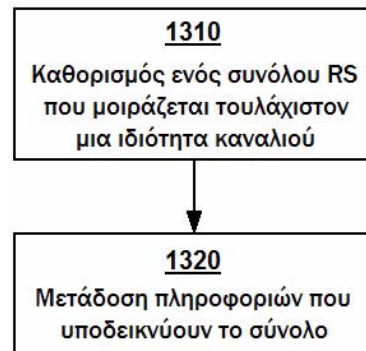 1310
Καθορισμός ενός συνόλου RS
που μοιράζεται τουλάχιστον
μια ιδιότητα καναλιού
1320
Μετάδοση πληροφοριών που
υποδεικνύουν το σύνολο